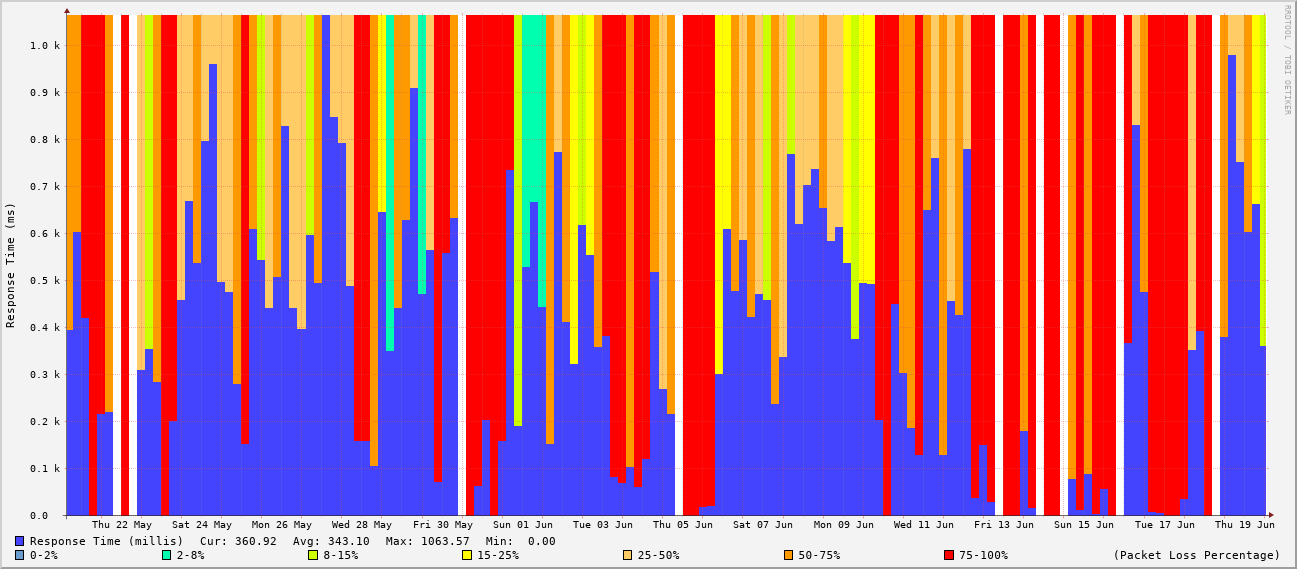 RRDTOOL / TOBI OETIKER
Response Time (ms)
1.0 k
0.9 k
0.8 k
0.7 k
0.6 k
0.5 k
0.4 k
0.3 k
0.2 k
0.1 k
0.0
Thu 22 May Sat 24 May Mon 26 May Wed 28 May Fri 30 May Sun 01 Jun Tue 03 Jun Thu 05 Jun Sat 07 Jun Mon 09 Jun Wed 11 Jun Fri 13 Jun Sun 15 Jun Tue 17 Jun Thu 19 Jun
Response Time (millis) Cur: 360.92 Avg: 343.10 Max: 1063.57 Min: 0.00
0-2% 2-8% 8-15% 15-25% 25-50% 50-75% 75-100% (Packet Loss Percentage)